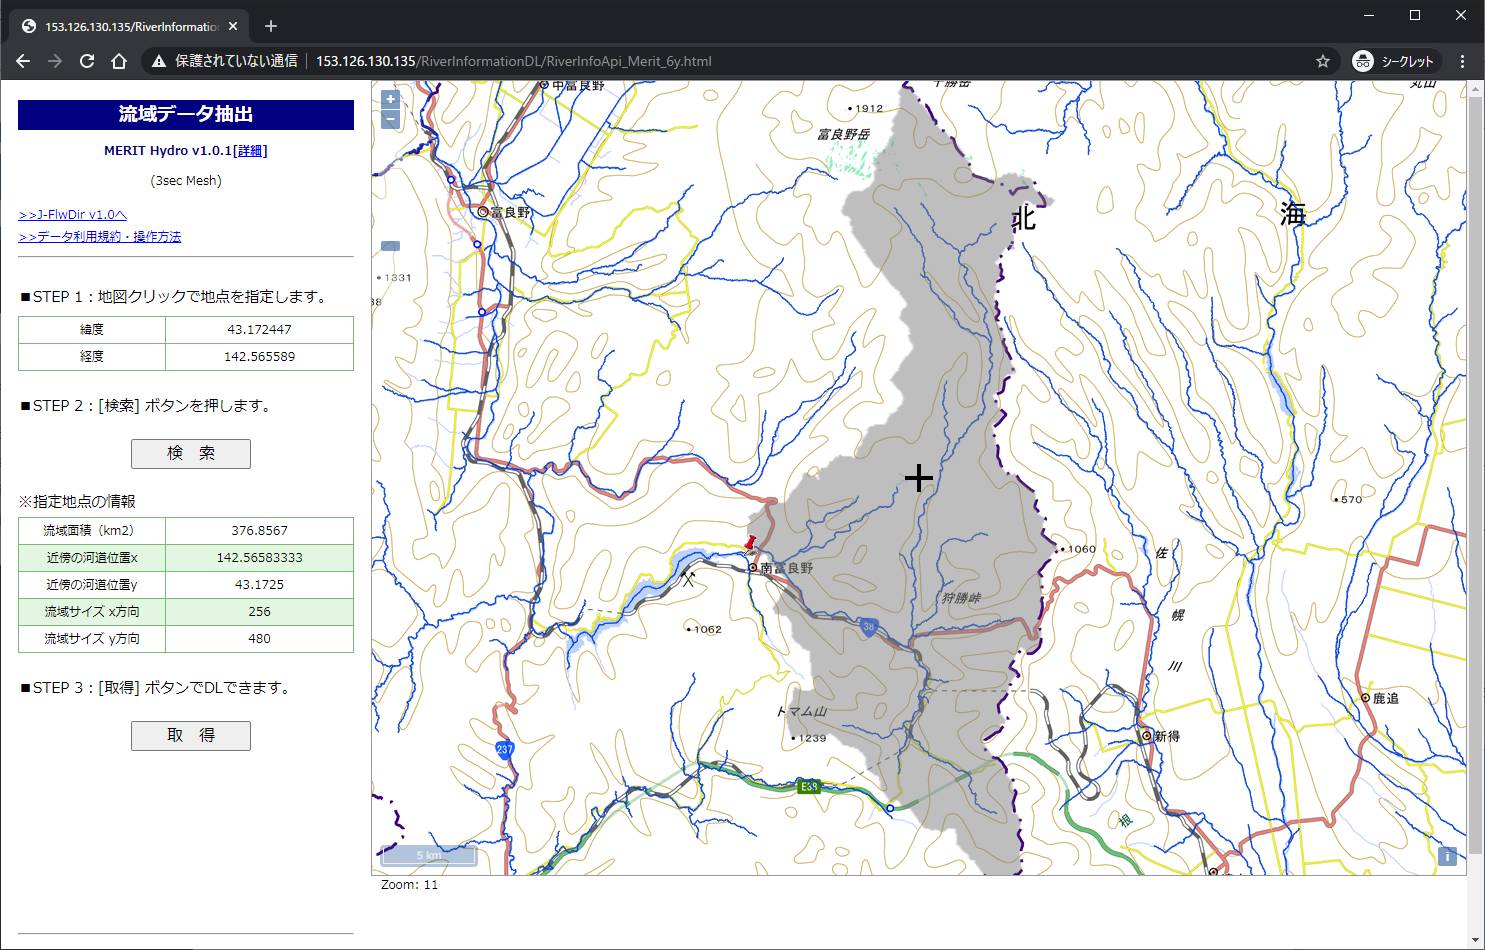 153.126.130.135/RiverInformatio
保護されていない通信
153.126.130.135/RiverInformationDL/RiverInfoApi_Merit_6y.html
シークレット
流域データ抽出
MERIT Hydro v1.0.1[詳細]
(3sec Mesh)
>>J-FlwDir v1.0へ
>>データ利用規約・操作方法
■STEP 1：地図クリックで地点を指定します。
緯度 43.172447
経度 142.565589
■STEP 2：[検索] ボタンを押します。
検 索
※指定地点の情報
流域面積（km2） 376.8567
近傍の河道位置x 142.56583333
近傍の河道位置y 43.1725
流域サイズ x方向 256
流域サイズ y方向 480
■STEP 3：[取得] ボタンでDLできます。
取 得
+
−
中富良野
1912
富良野岳
富良野
北
海
1331
570
1060
佐
幌
川
南富良野
狩勝峠
38
1062
トマム山
1239
237
E38
鹿追
新得
根
5 km
i
Zoom: 11